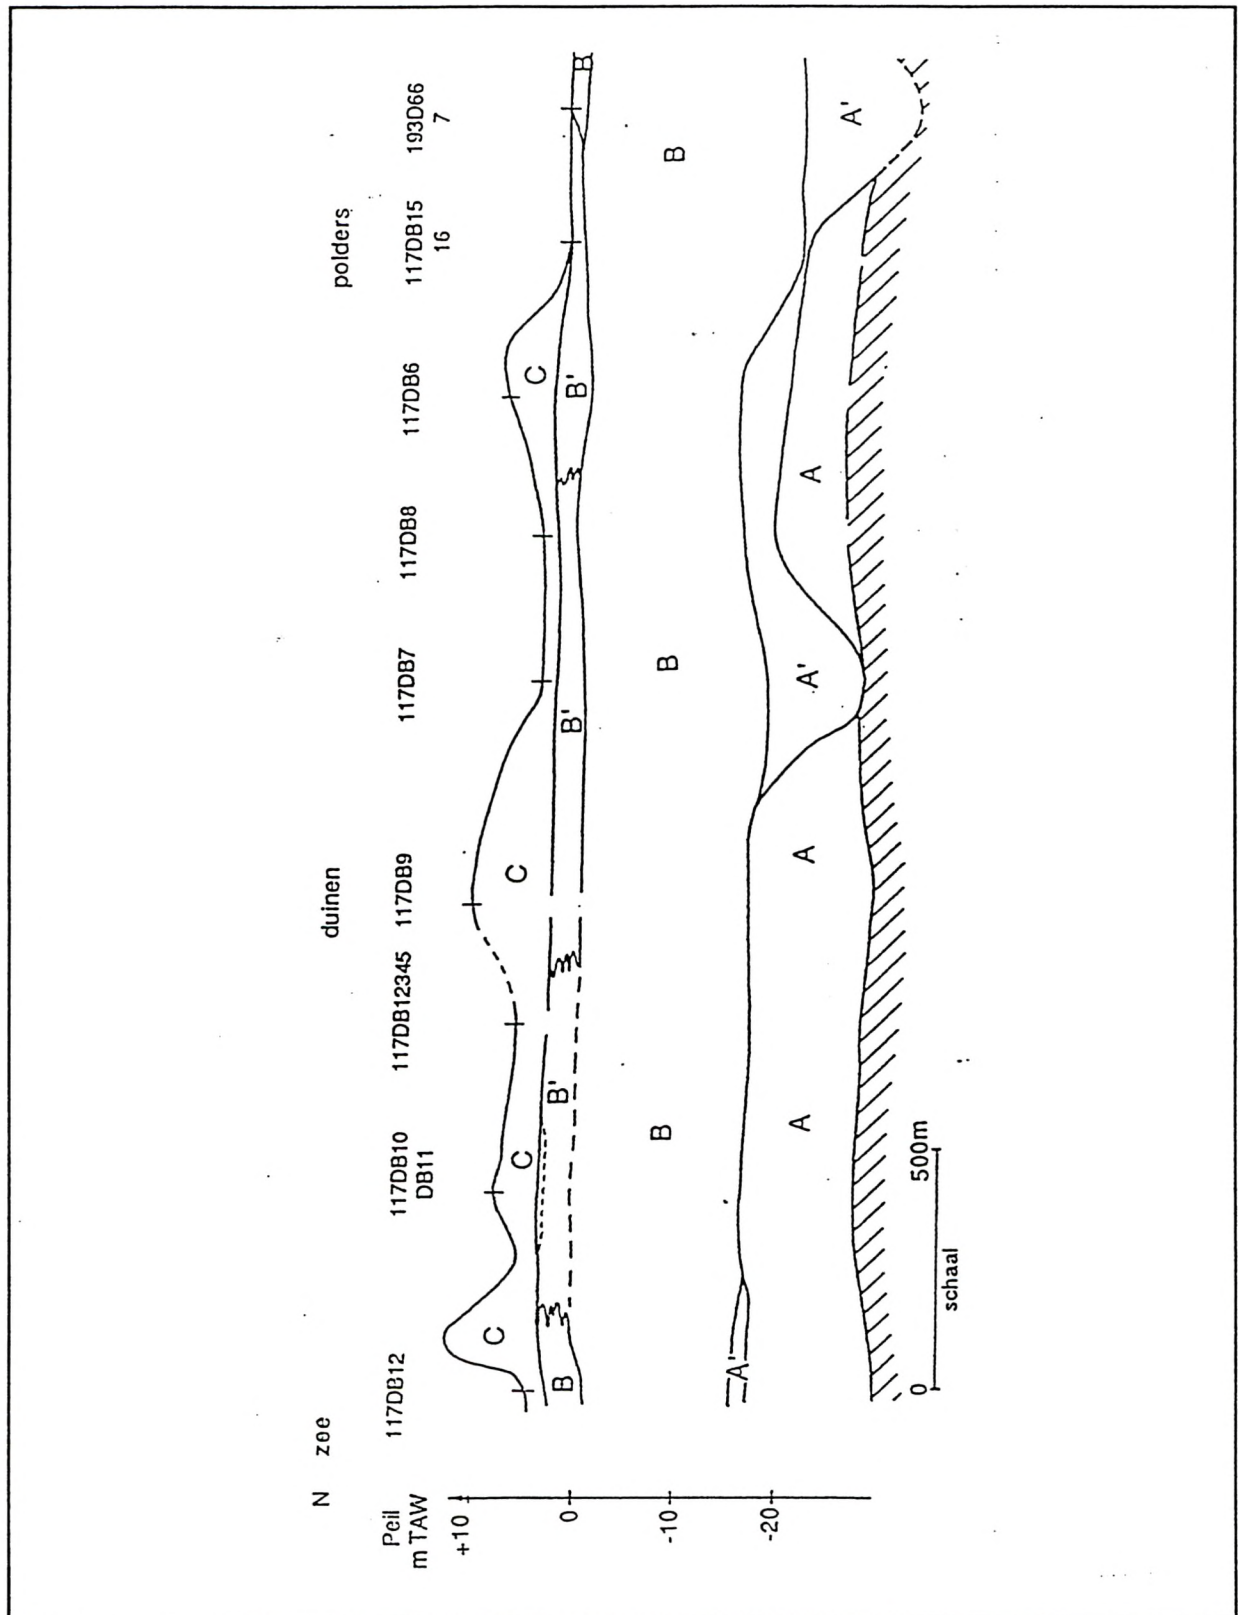 N zee duinen polders
Peil
m TAW
117DB12 117DB10 117DB12345 117DB9 117DB7 117DB8 117DB6 117DB15 193D66
DB11 16 7
+10
0
-10
-20
C C C C
B B' B' B' B
B B B
A' A A A' A A'
0 500m
schaal